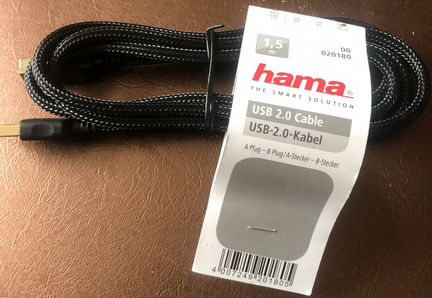 1,5 m
00
020180
hama®
THE SMART SOLUTION
USB 2.0 Cable
USB-2.0-Kabel
A Plug – B Plug/A-Stecker – B-Stecker
4 007249 201805